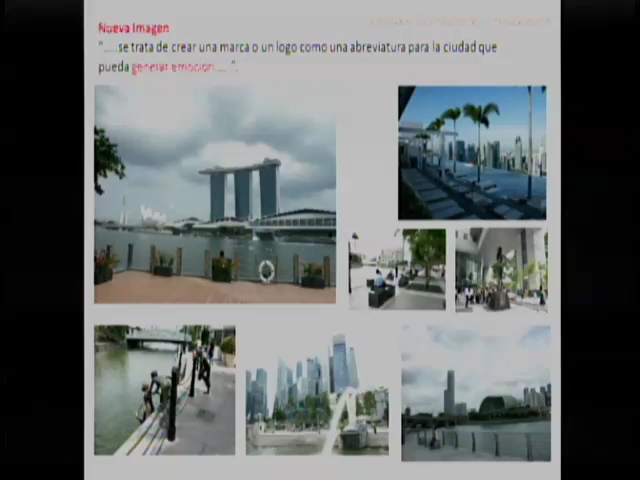 Nueva Imagen
“.....se trata de crear una marca o un logo como una abreviatura para la ciudad que
pueda generar emoción.....”.